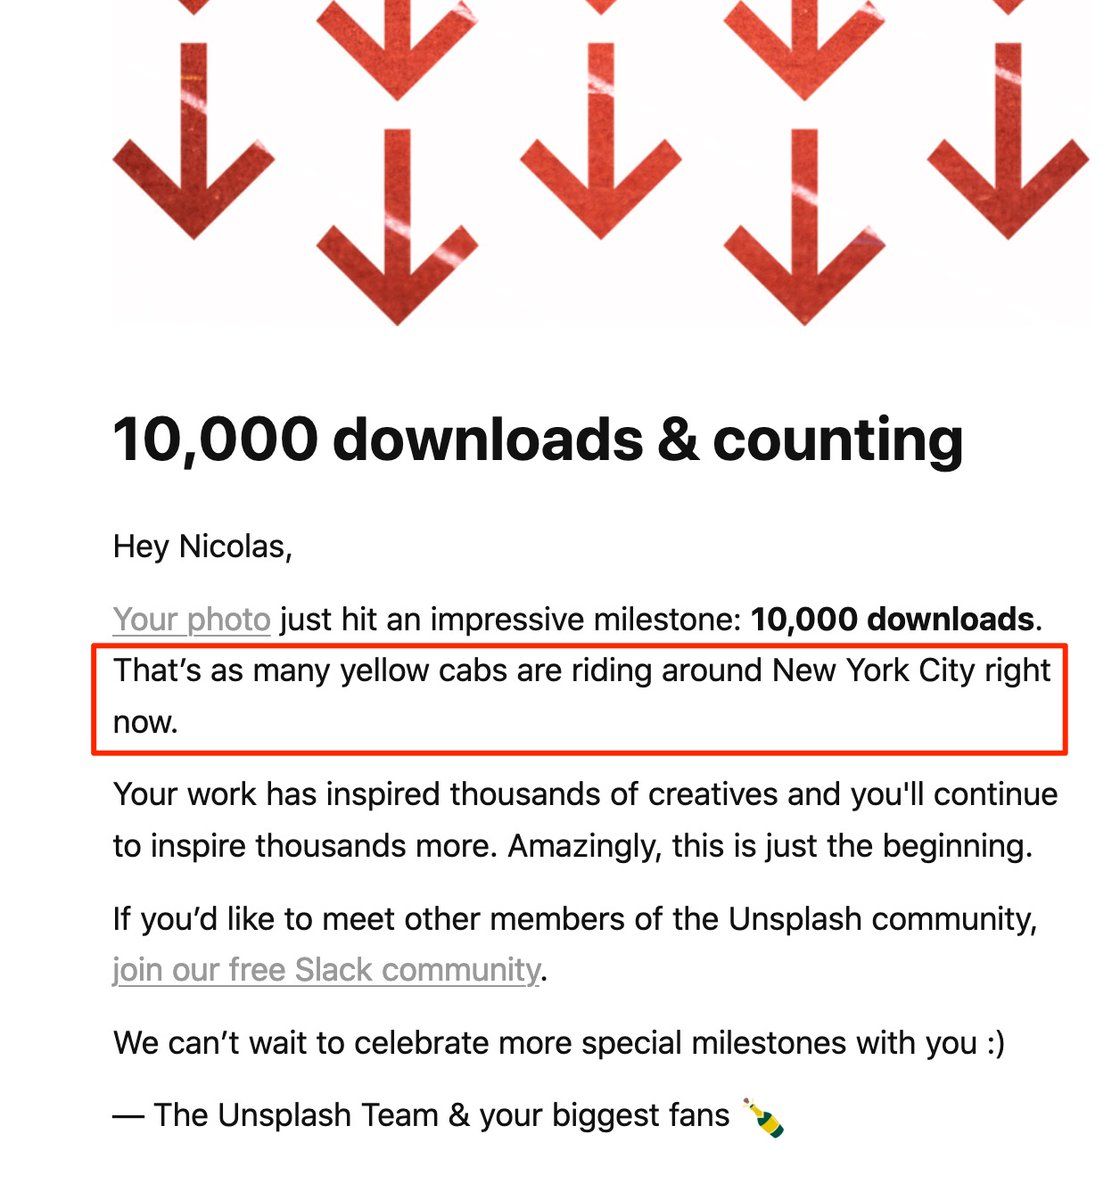 10,000 downloads & counting
Hey Nicolas,
Your photo just hit an impressive milestone: 10,000 downloads.
That’s as many yellow cabs are riding around New York City right
now.
Your work has inspired thousands of creatives and you'll continue
to inspire thousands more. Amazingly, this is just the beginning.
If you’d like to meet other members of the Unsplash community,
join our free Slack community.
We can’t wait to celebrate more special milestones with you :)
— The Unsplash Team & your biggest fans 🍾